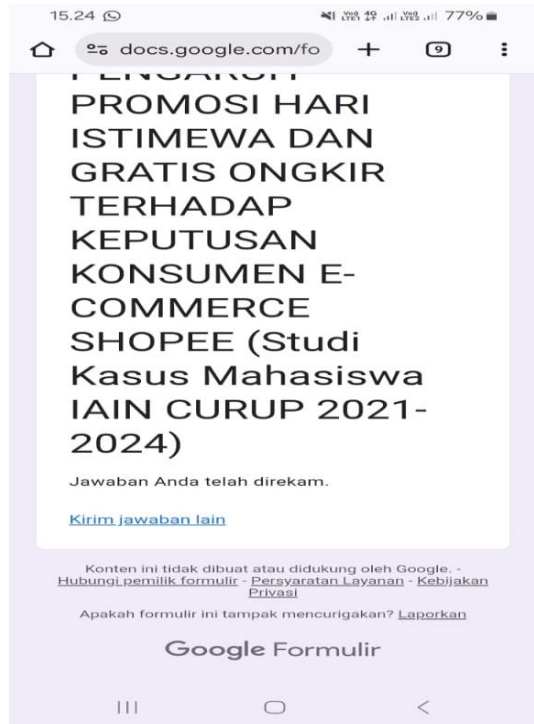 15.24 77%
docs.google.com/fo 9
PENGARUH
PROMOSI HARI
ISTIMEWA DAN
GRATIS ONGKIR
TERHADAP
KEPUTUSAN
KONSUMEN E-
COMMERCE
SHOPEE (Studi
Kasus Mahasiswa
IAIN CURUP 2021-
2024)
Jawaban Anda telah direkam.
Kirim jawaban lain
Konten ini tidak dibuat atau didukung oleh Google. -
Hubungi pemilik formulir - Persyaratan Layanan - Kebijakan
Privasi
Apakah formulir ini tampak mencurigakan? Laporkan
Google Formulir